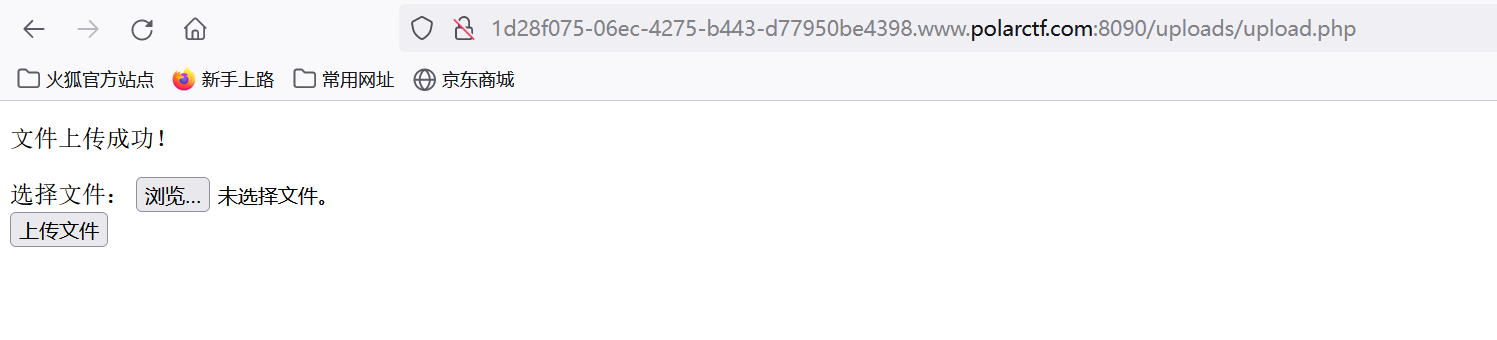 1d28f075-06ec-4275-b443-d77950be4398.www.polarctf.com:8090/uploads/upload.php
火狐官方站点 新手上路 常用网址 京东商城
文件上传成功！
选择文件： 浏览… 未选择文件。
上传文件